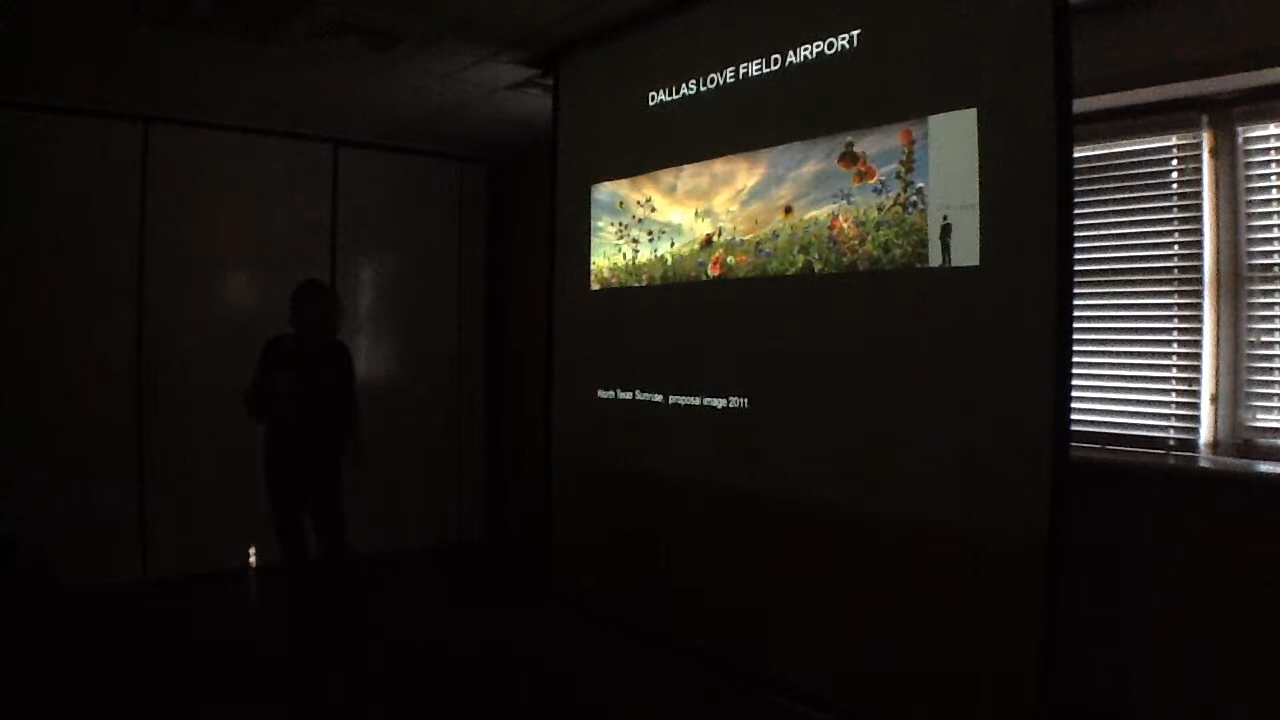 DALLAS LOVE FIELD AIRPORT
North Texas Sunrise, proposal image 2011